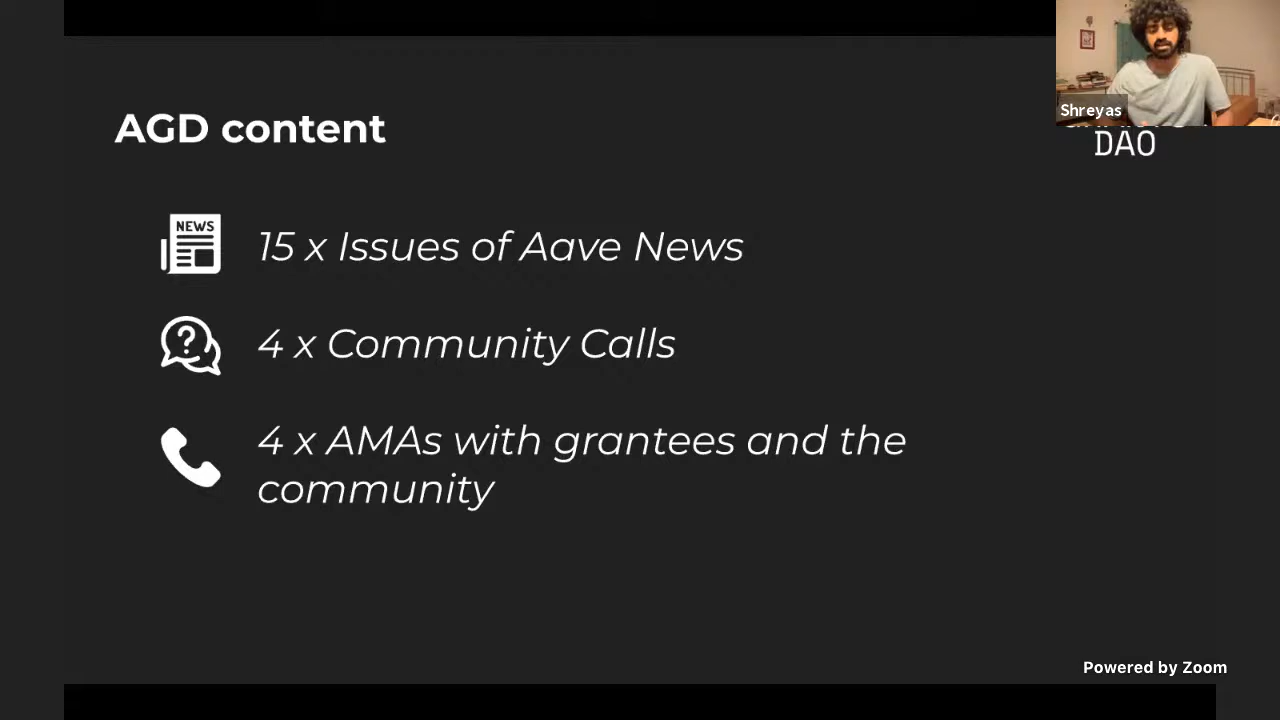 Shreyas
DAO
AGD content
NEWS
15 x Issues of Aave News
4 x Community Calls
4 x AMAs with grantees and the
community
Powered by Zoom